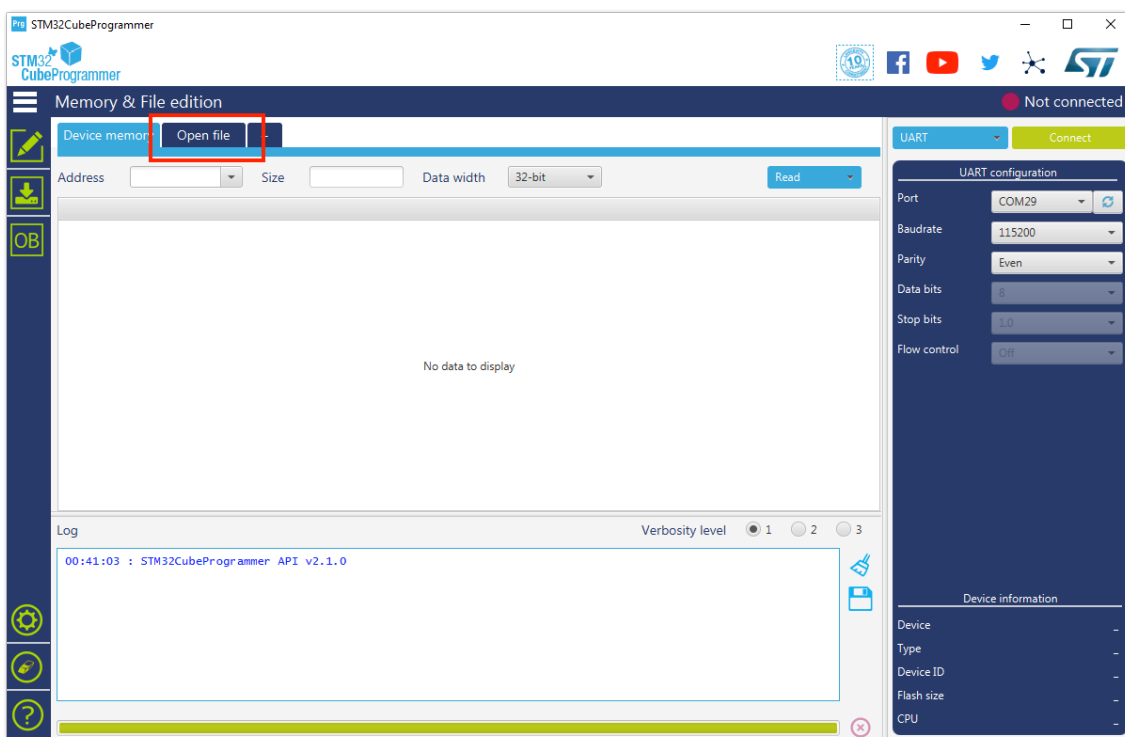 Prg STM32CubeProgrammer
STM32
CubeProgrammer
10
Memory & File edition
Not connected
Device memory Open file
UART Connect
Address Size Data width 32-bit Read
UART configuration
Port COM29
Baudrate 115200
OB
Parity Even
Data bits 8
Stop bits 1.0
Flow control Off
No data to display
Log Verbosity level 1 2 3
00:41:03 : STM32CubeProgrammer API v2.1.0
Device information
Device -
Type -
Device ID -
Flash size -
CPU -